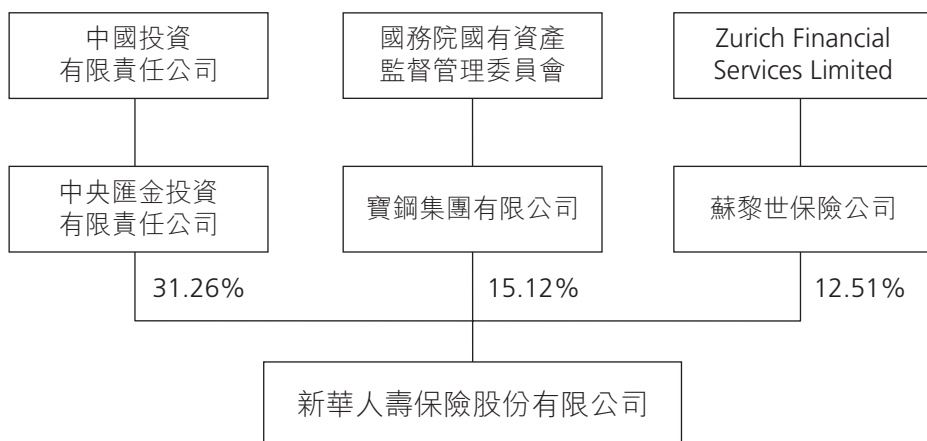 中國投資
有限責任公司
國務院國有資產
監督管理委員會
Zurich Financial
Services Limited
中央匯金投資
有限責任公司
寶鋼集團有限公司
蘇黎世保險公司
31.26%
15.12%
12.51%
新華人壽保險股份有限公司